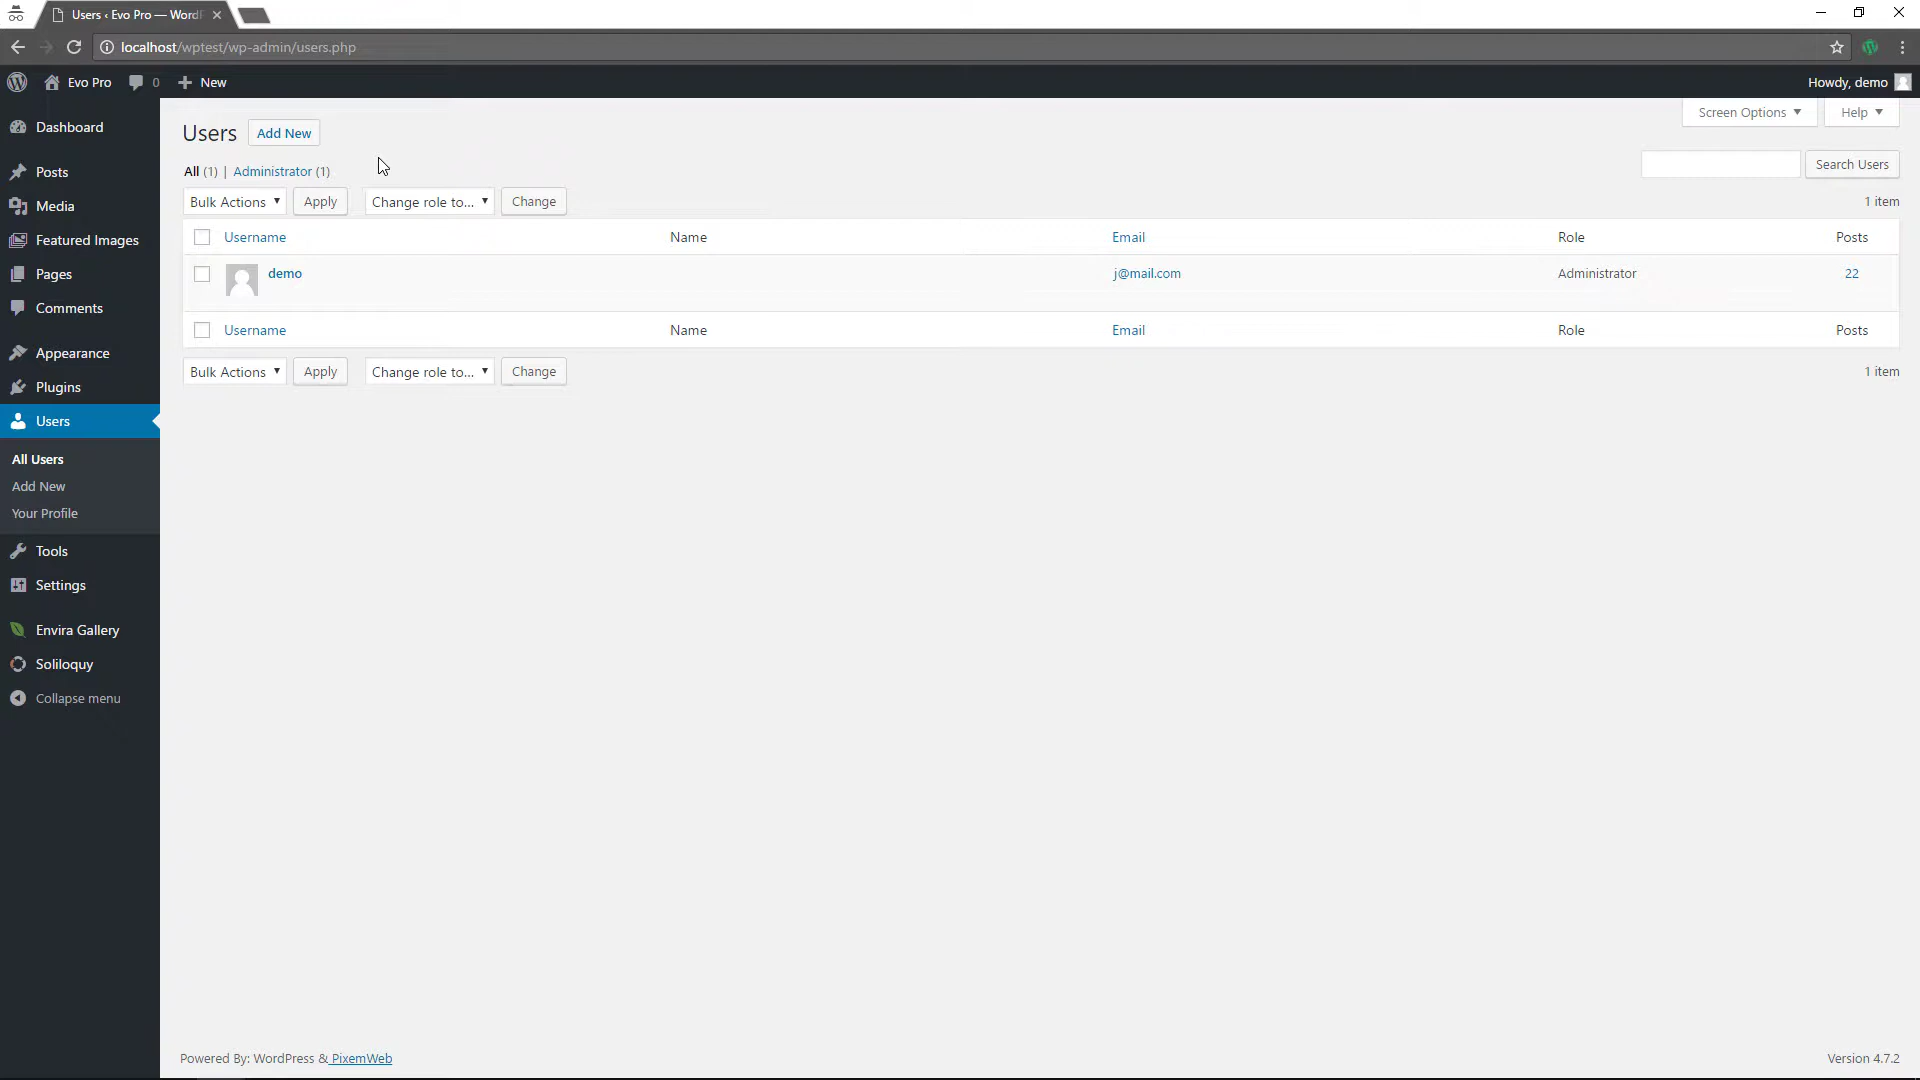 Users ‹ Evo Pro — WordP
localhost/wptest/wp-admin/users.php
Evo Pro 0 New Howdy, demo
Screen Options Help
Dashboard
Posts
Media
Featured Images
Pages
Comments
Appearance
Plugins
Users
All Users
Add New
Your Profile
Tools
Settings
Envira Gallery
Soliloquy
Collapse menu
Users Add New
All (1) | Administrator (1)
Search Users
Bulk Actions Apply Change role to... Change 1 item
Username Name Email Role Posts
demo j@mail.com Administrator 22
Username Name Email Role Posts
Bulk Actions Apply Change role to... Change 1 item
Powered By: WordPress & PixemWeb Version 4.7.2